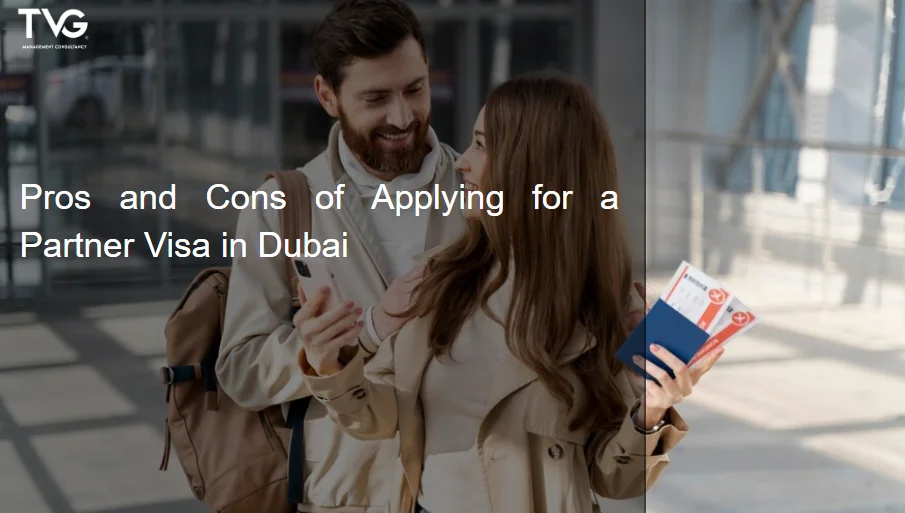 TVG
MANAGEMENT CONSULTANCY
Pros and Cons of Applying for a
Partner Visa in Dubai